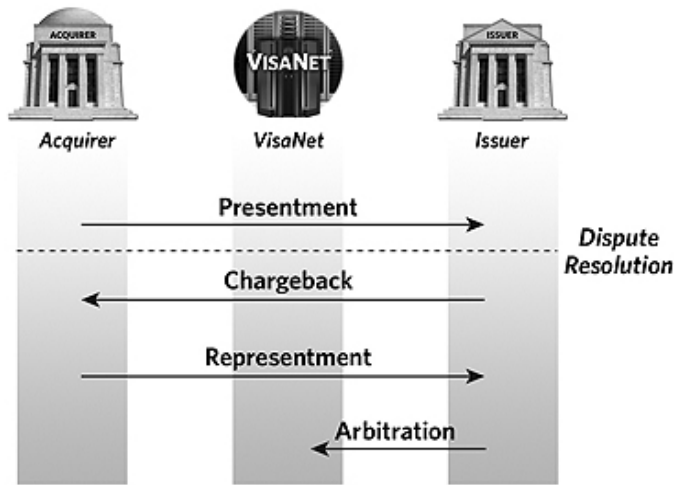 ACQUIRER
VISANET
ISSUER
Acquirer
VisaNet
Issuer
Presentment
Dispute
Resolution
Chargeback
Representment
Arbitration